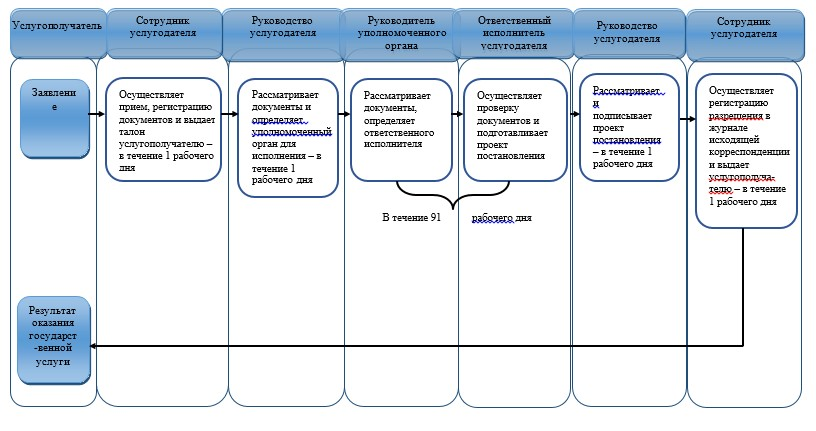 Услугополучатель
Сотрудник
услугодателя
Руководство
услугодателя
Руководитель
уполномоченного
органа
Ответственный
исполнитель
услугодателя
Руководство
услугодателя
Сотрудник
услугодателя
Заявлени
е
Осуществляет
прием, регистрацию
документов и выдает
талон
услугополучателю –
в течение 1 рабочего
дня
Рассматривает
документы и
определяет
уполномоченный
орган для
исполнения – в
течение 1
рабочего дня
Рассматривает
документы,
определяет
ответственного
исполнителя
Осуществляет
проверку
документов и
подготавливает
проект
постановления
Рассматривает
и
подписывает
проект
постановления
– в течение 1
рабочего дня
Осуществляет
регистрацию
разрешения в
журнале
исходящей
корреспонденции
и выдает
услугополуча-
телю – в течение
1 рабочего дня
В течение 91 рабочего дня
Результат
оказания
государст
-венной
услуги